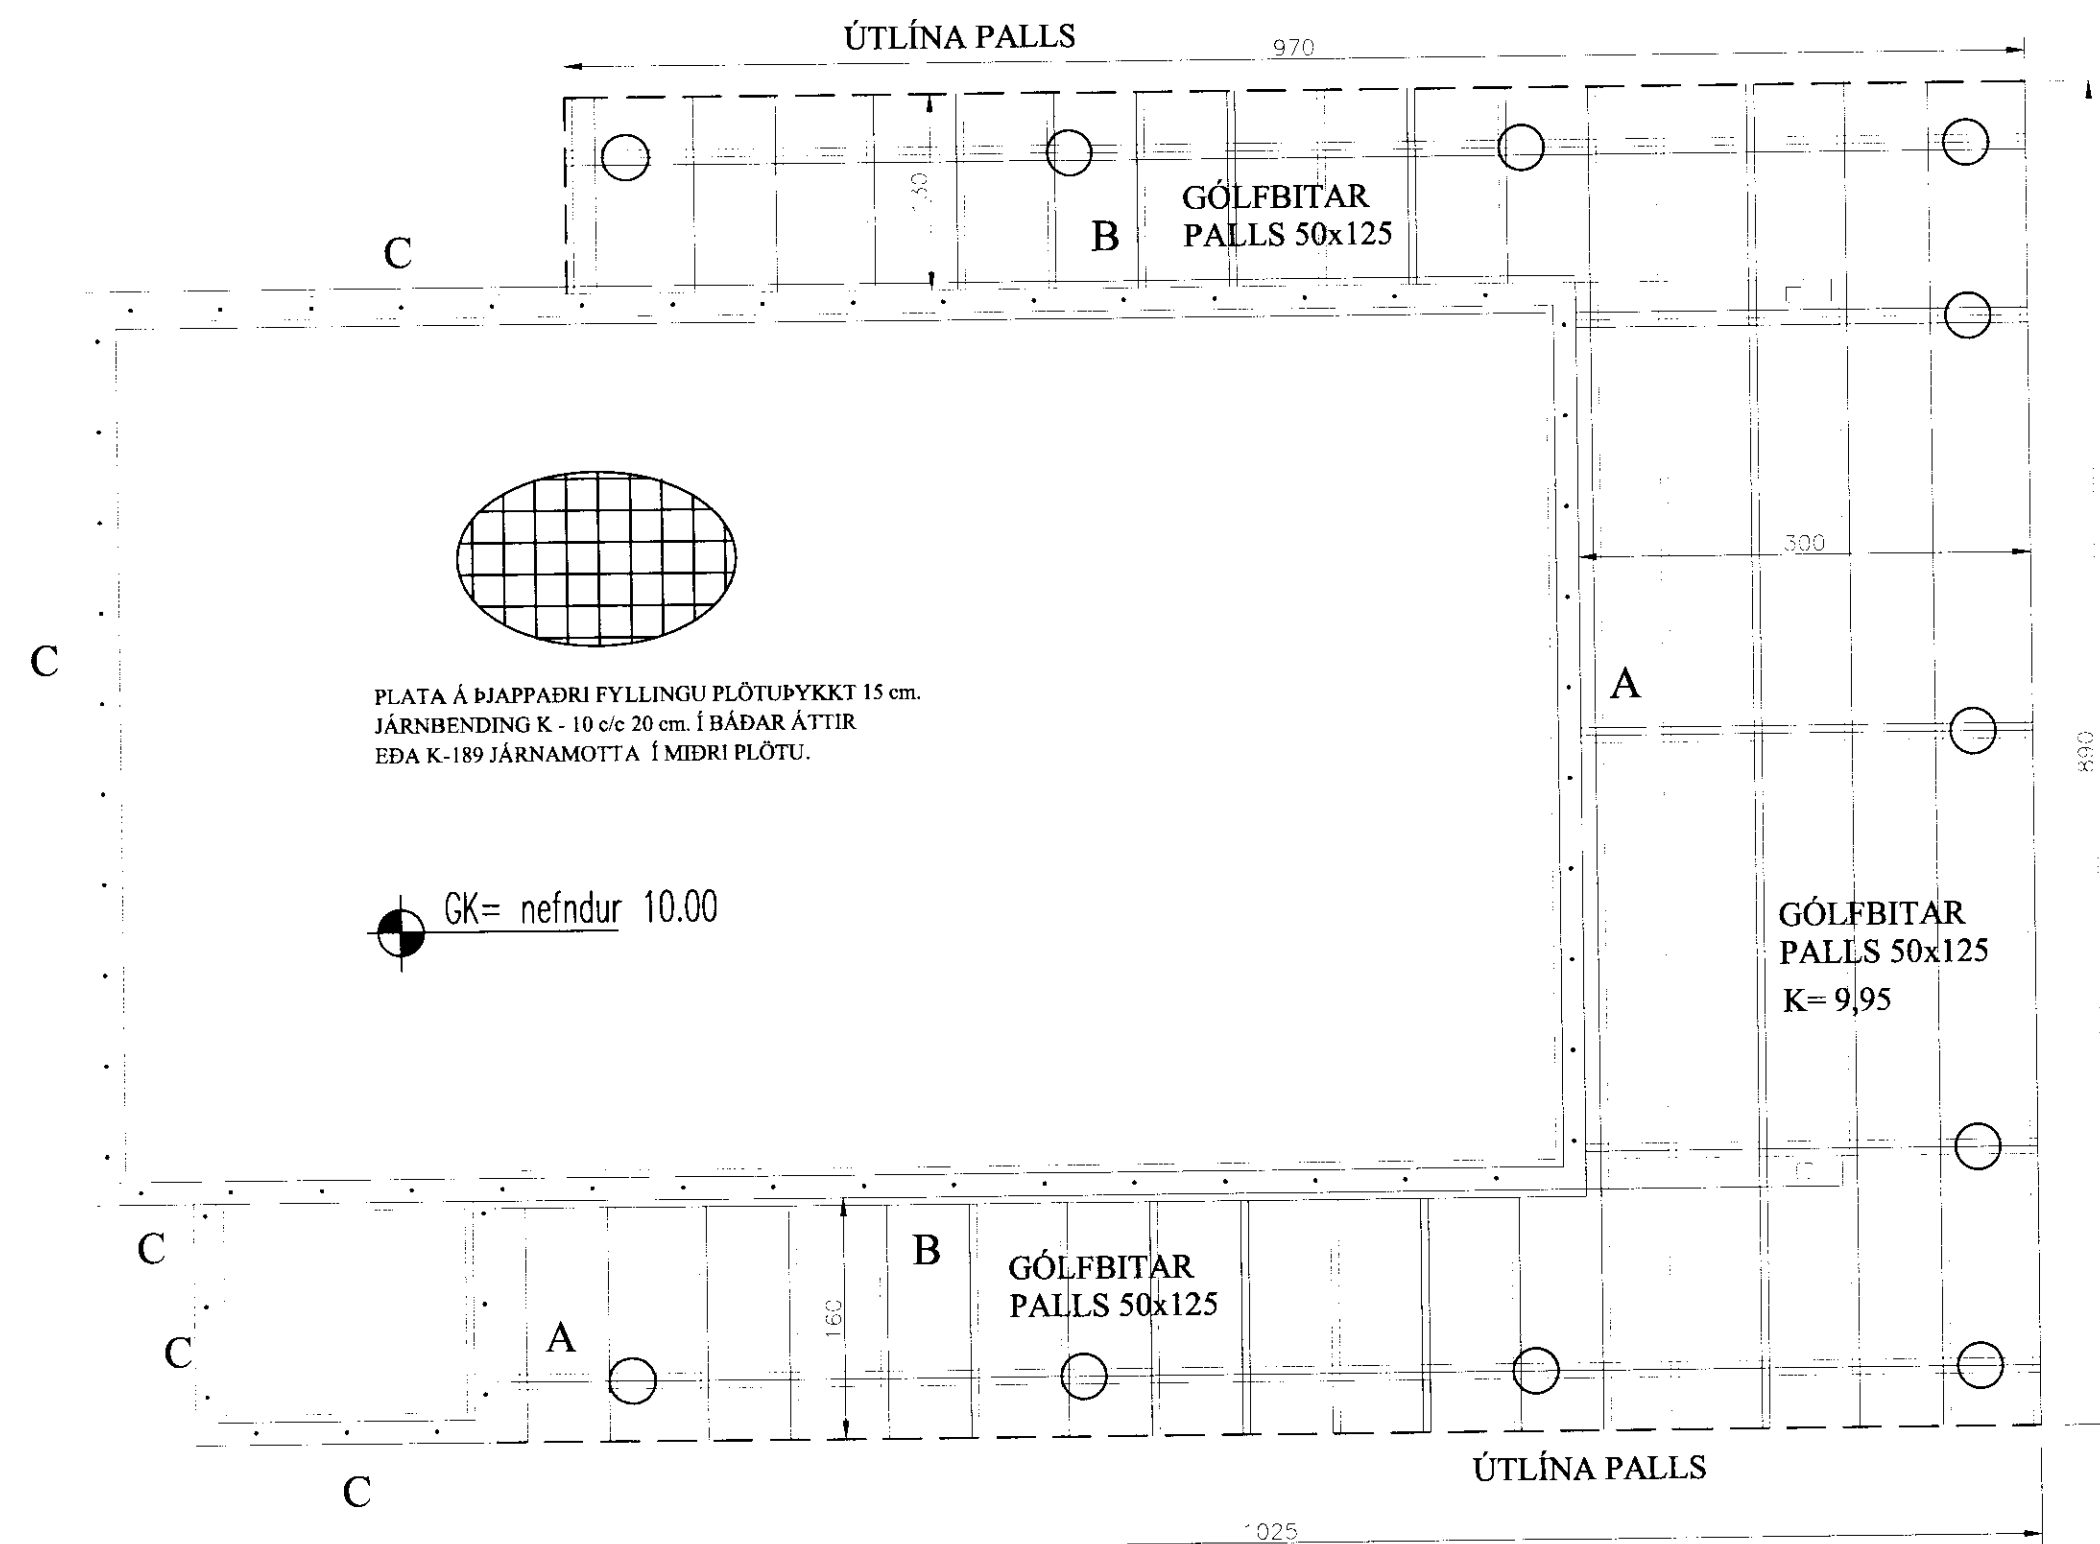 ÚTLÍNA PALLS
970
GÓLFBITAR
PALLS 50x125
B
C
300
C
A
PLATA Á ÞJAPPAÐRI FYLLINGU PLÖTUÞYKKT 15 cm.
JÁRNBENDING K - 10 c/c 20 cm. Í BÁÐAR ÁTTIR
EÐA K-189 JÁRNAMOTTA Í MIÐRI PLÖTU.
890
GK= nefndur 10.00
GÓLFBITAR
PALLS 50x125
K= 9,95
C
B
GÓLFBITAR
PALLS 50x125
160
A
C
ÚTLÍNA PALLS
C
1025